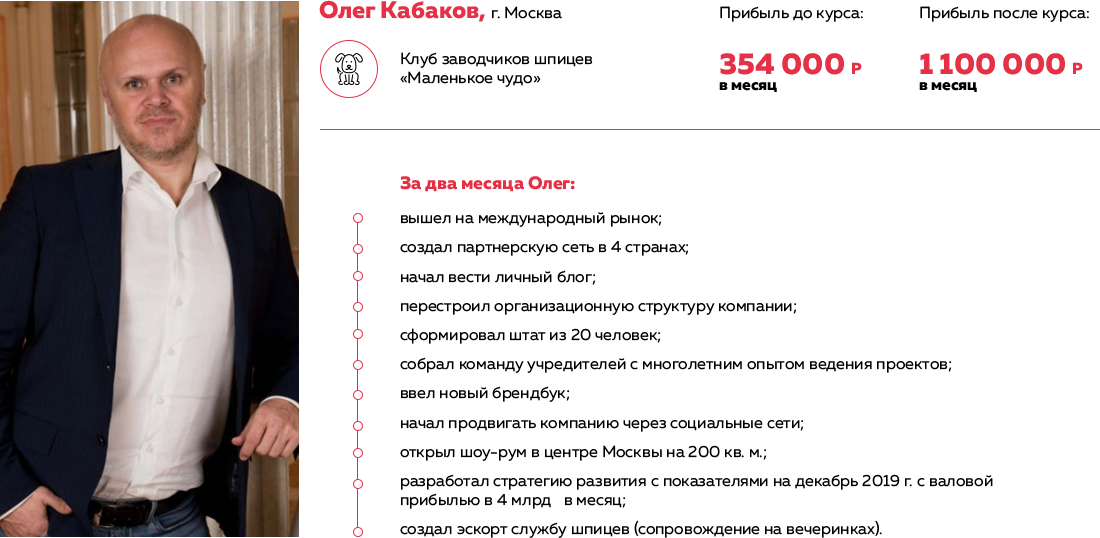 Олег Кабаков, г. Москва
Прибыль до курса:
Прибыль после курса:
Клуб заводчиков шпицев
«Маленькое чудо»
354 000 Р
в месяц
1 100 000 Р
в месяц
За два месяца Олег:
вышел на международный рынок;
создал партнерскую сеть в 4 странах;
начал вести личный блог;
перестроил организационную структуру компании;
сформировал штат из 20 человек;
собрал команду учредителей с многолетним опытом ведения проектов;
ввел новый брендбук;
начал продвигать компанию через социальные сети;
открыл шоу-рум в центре Москвы на 200 кв. м.;
разработал стратегию развития с показателями на декабрь 2019 г. с валовой
прибылью в 4 млрд в месяц;
создал эскорт службу шпицев (сопровождение на вечеринках).